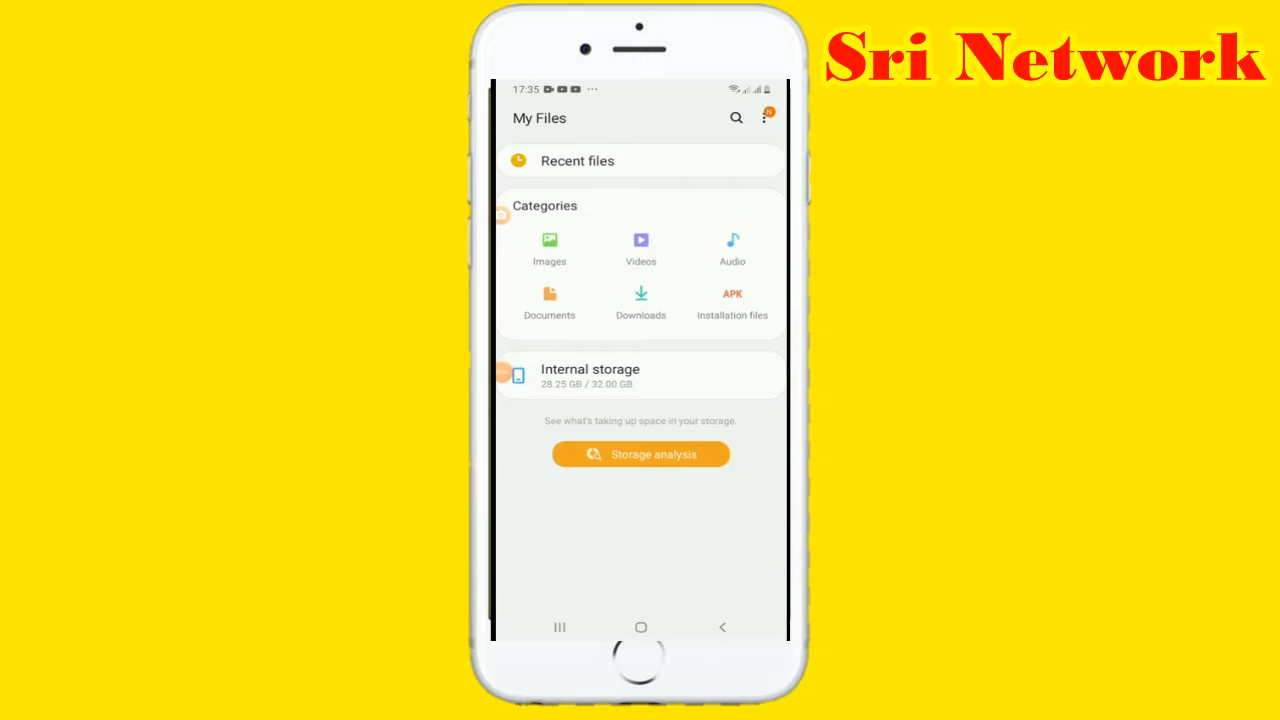 Sri Network
17:35
My Files
N
Recent files
Categories
Images Videos Audio
APK
Documents Downloads Installation files
Internal storage
28.25 GB / 32.00 GB
See what's taking up space in your storage.
Storage analysis